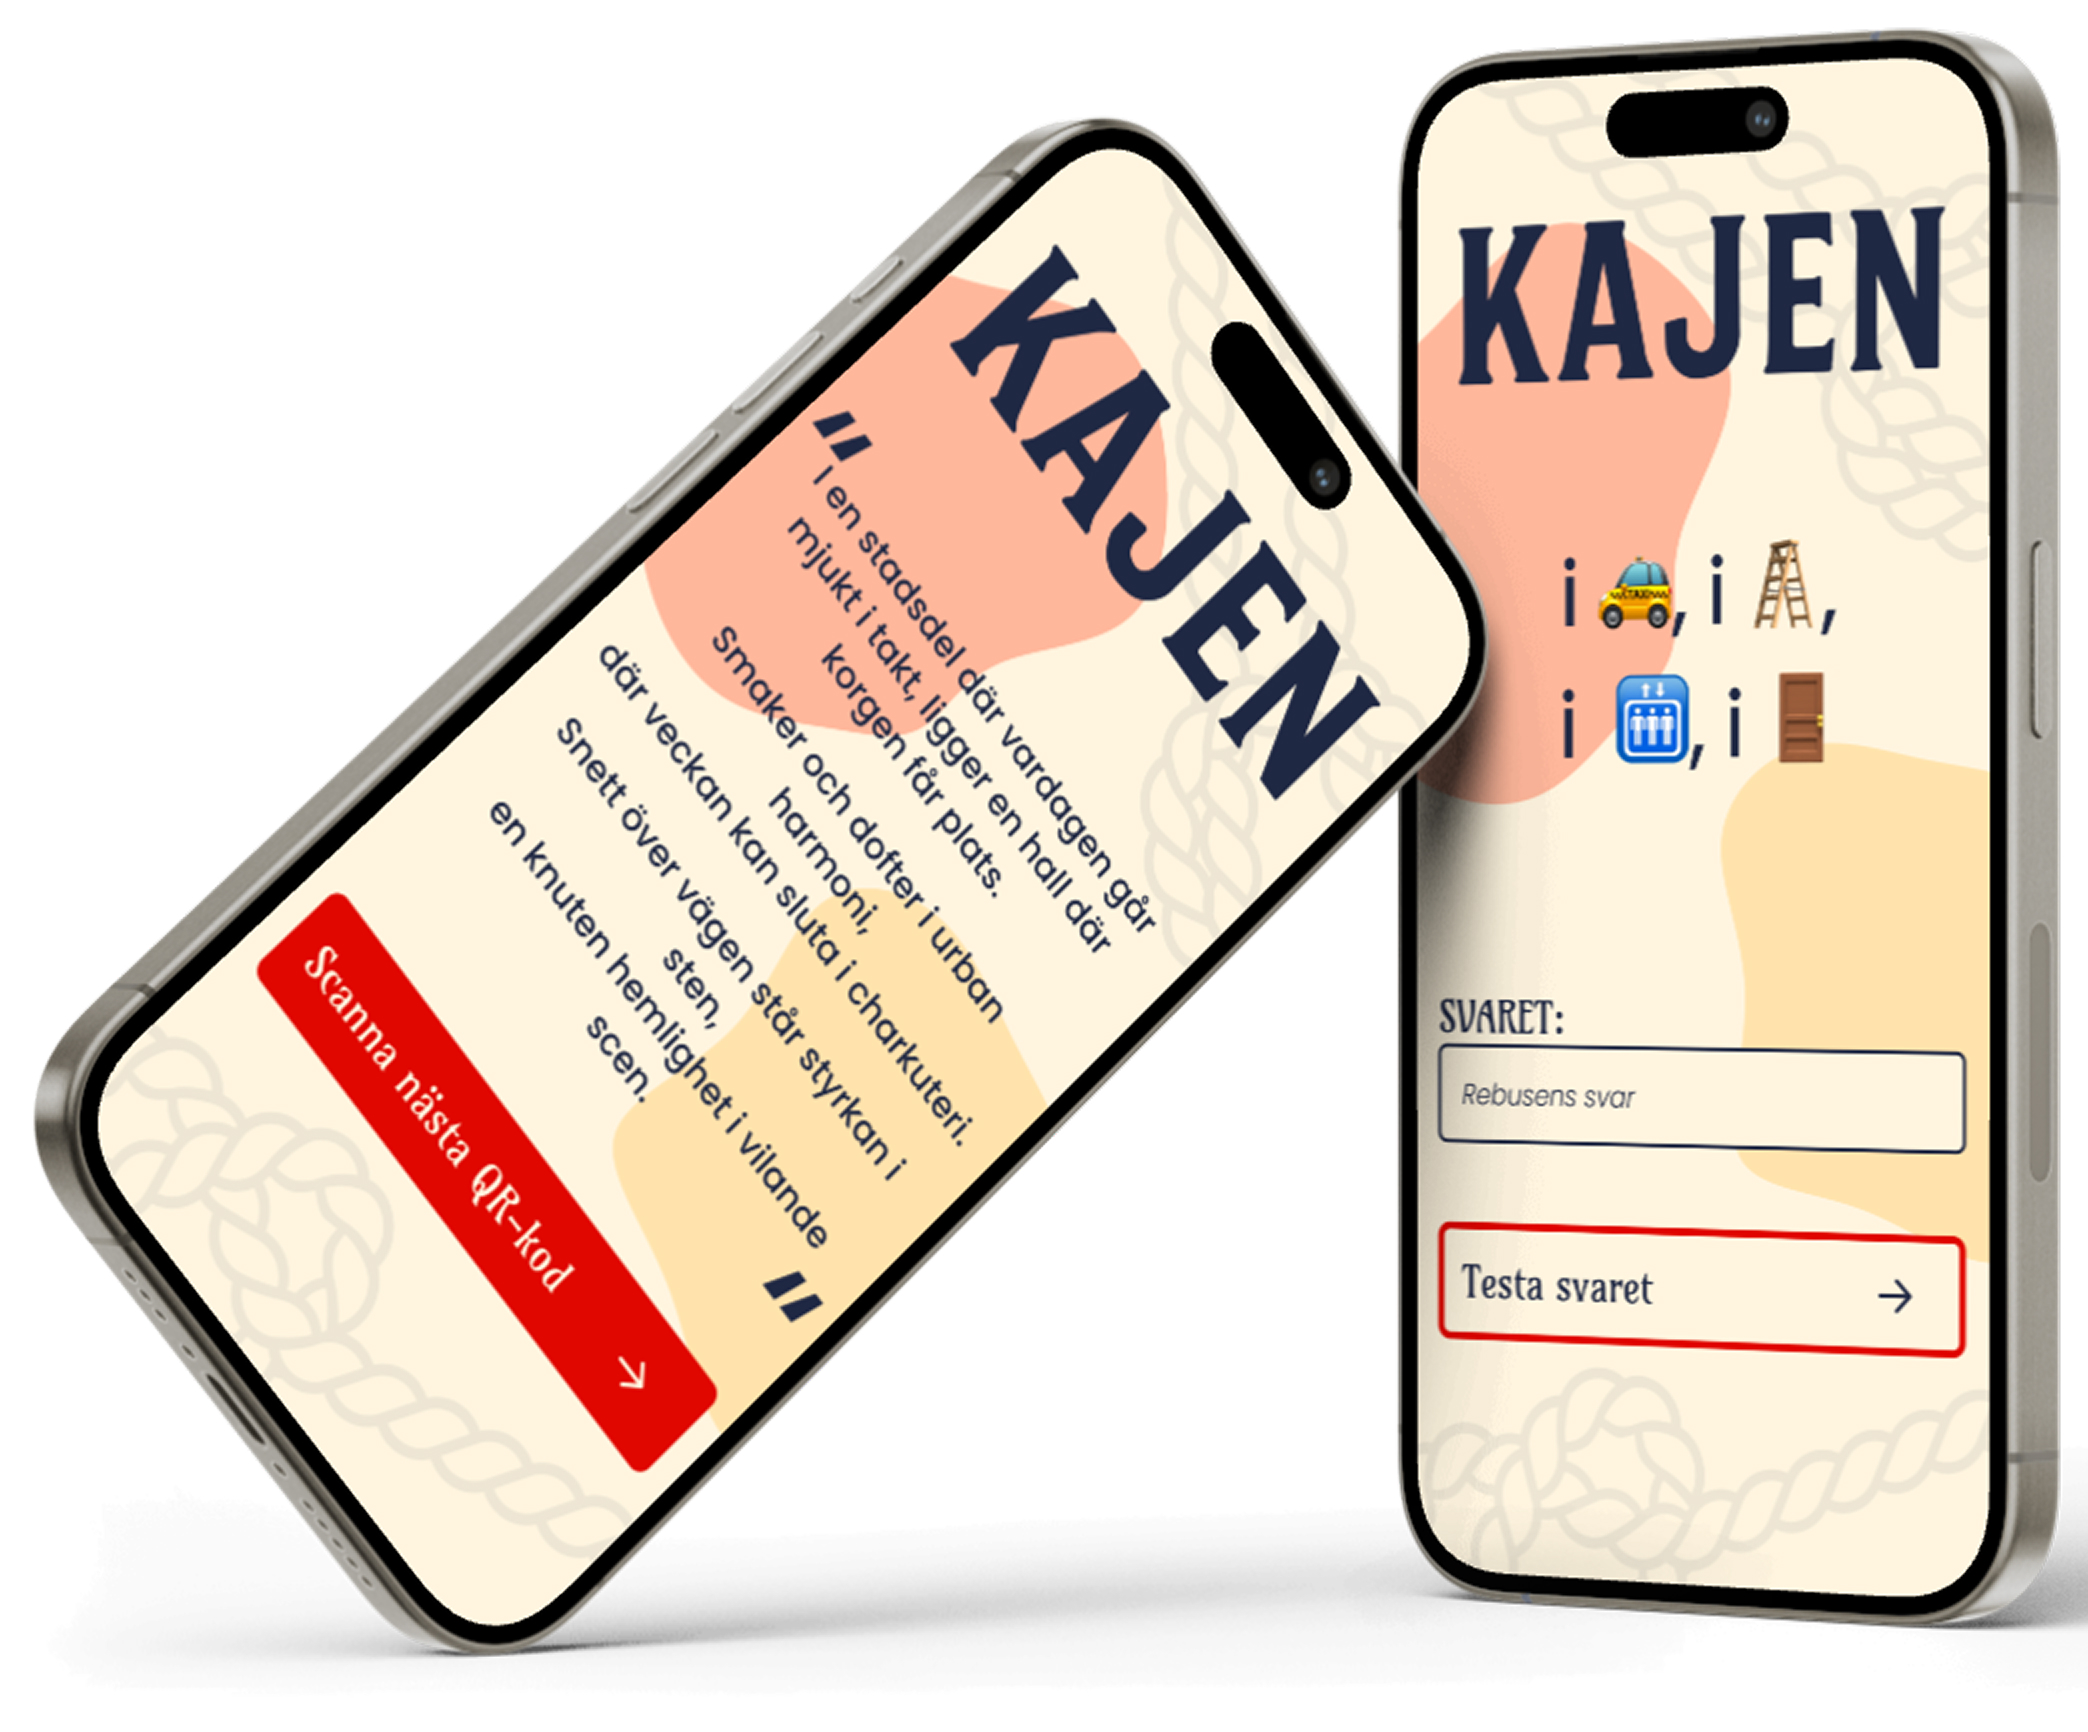 KAJEN
"
I en stadsdel där vardagen går
mjukt i takt, ligger en hall där
korgen får plats.
Smaker och dofter i urban
harmoni,
där veckan kan sluta i charkuteri.
Snett över vägen står styrkan i
sten,
en knuten hemlighet i vilande
scen.
"
Scanna nästa QR-kod
KAJEN
i 🚕, i 🪜,
i 🛗, i 🚪
SVARET:
Rebusens svar
Testa svaret